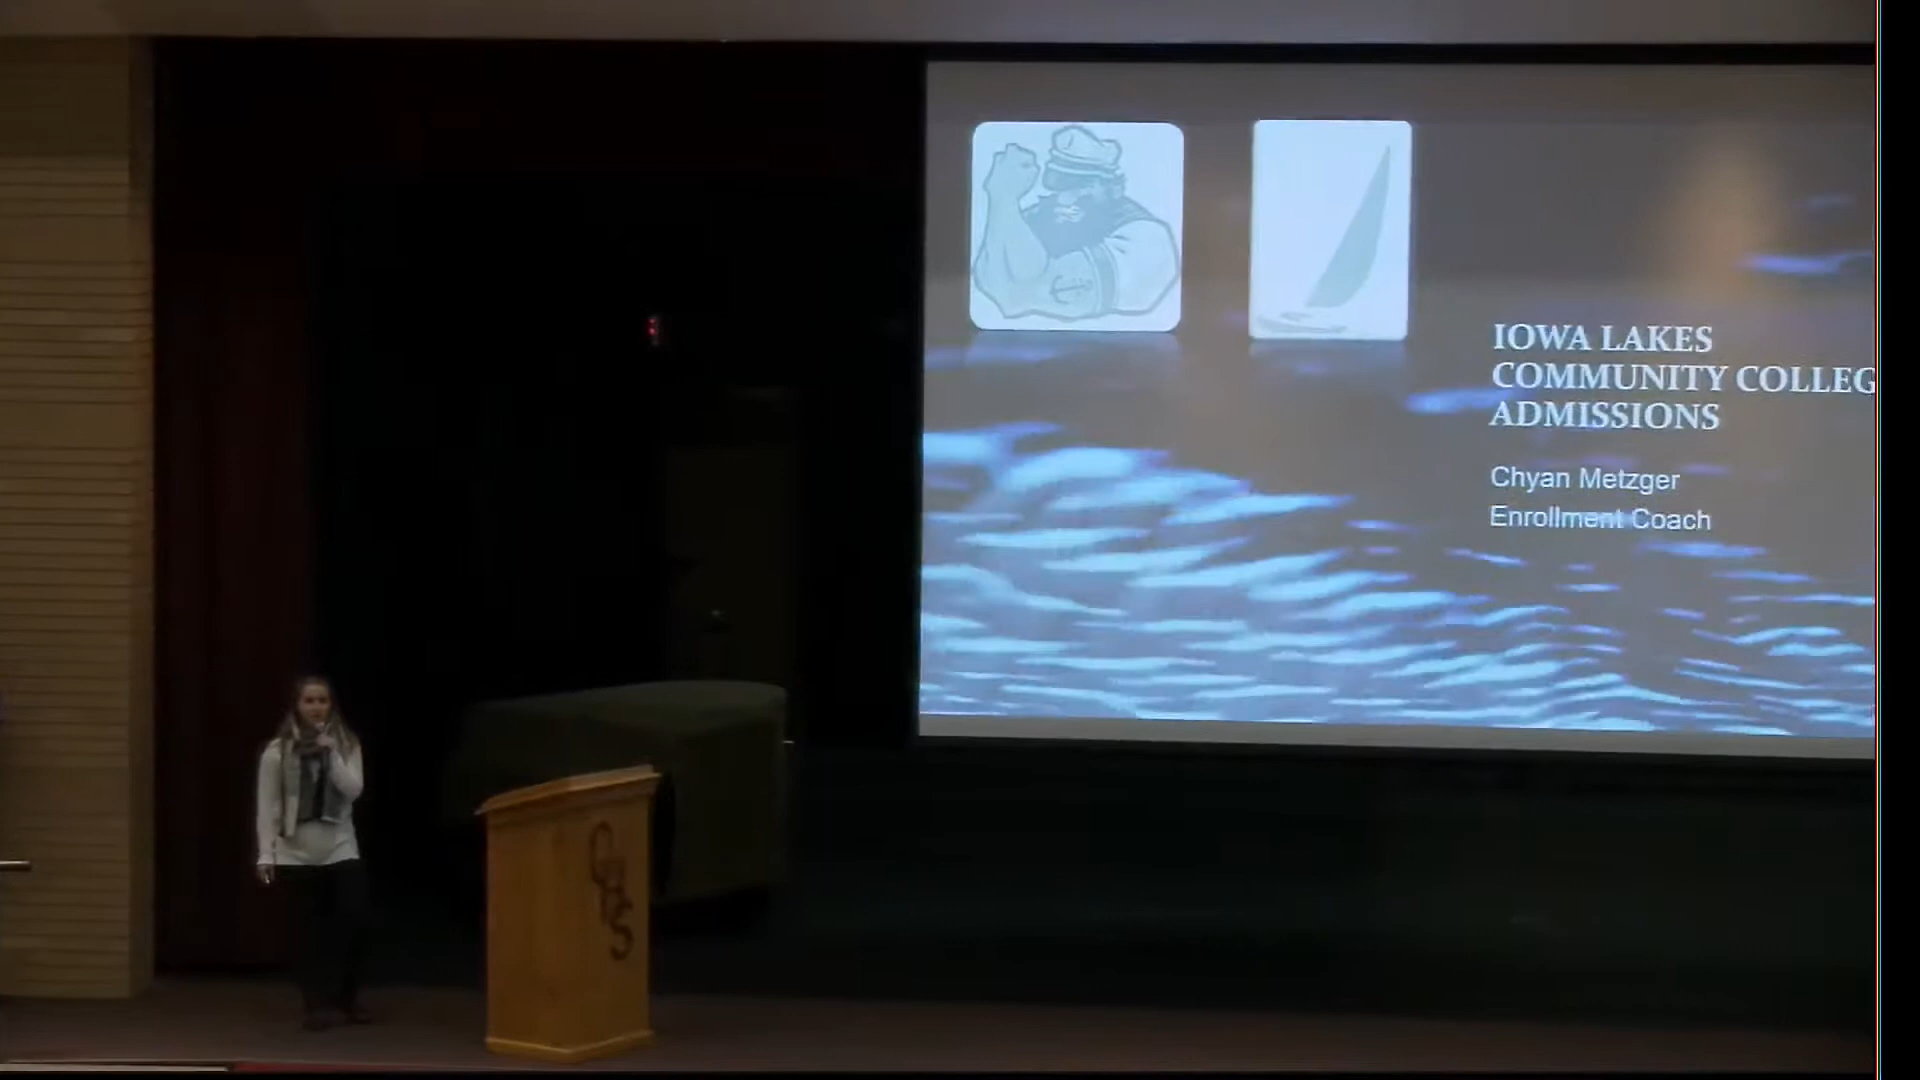 IOWA LAKES
COMMUNITY COLLEG
ADMISSIONS
Chyan Metzger
Enrollment Coach